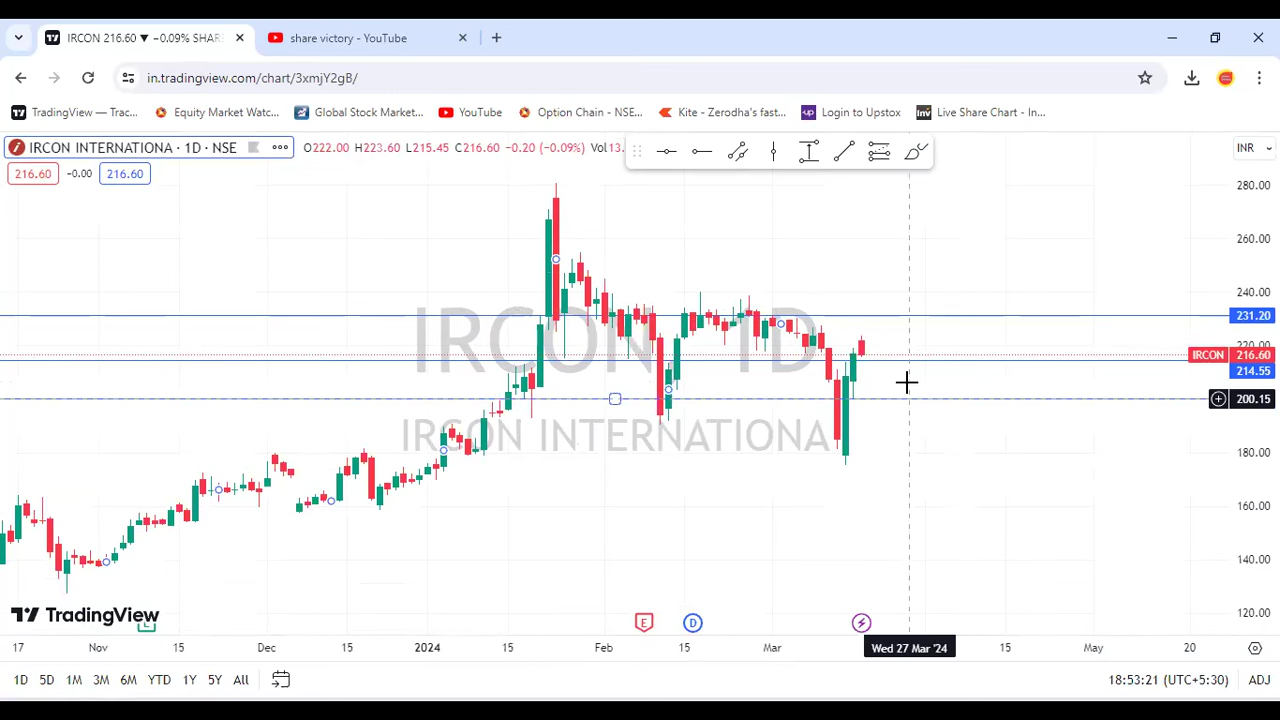 IRCON 216.60 ▼ −0.09% SHAR
share victory - YouTube
in.tradingview.com/chart/3xmjY2gB/
TradingView — Trac...
Equity Market Watc...
Global Stock Market...
YouTube
Option Chain - NSE...
Kite - Zerodha's fast...
Login to Upstox
Live Share Chart - In...
IRCON INTERNATIONA · 1D · NSE
O222.00 H223.60 L215.45 C216.60 −0.20 (−0.09%) Vol13.
INR
216.60 -0.00 216.60
280.00
260.00
240.00
231.20
220.00
IRCON 216.60
214.55
200.15
180.00
160.00
140.00
120.00
IRCON, 1D
IRCON INTERNATIONA
TradingView
E
D
17 Nov 15 Dec 15 2024 15 Feb 15 Mar Wed 27 Mar '24 15 May 20
1D 5D 1M 3M 6M YTD 1Y 5Y All
18:53:21 (UTC+5:30) ADJ